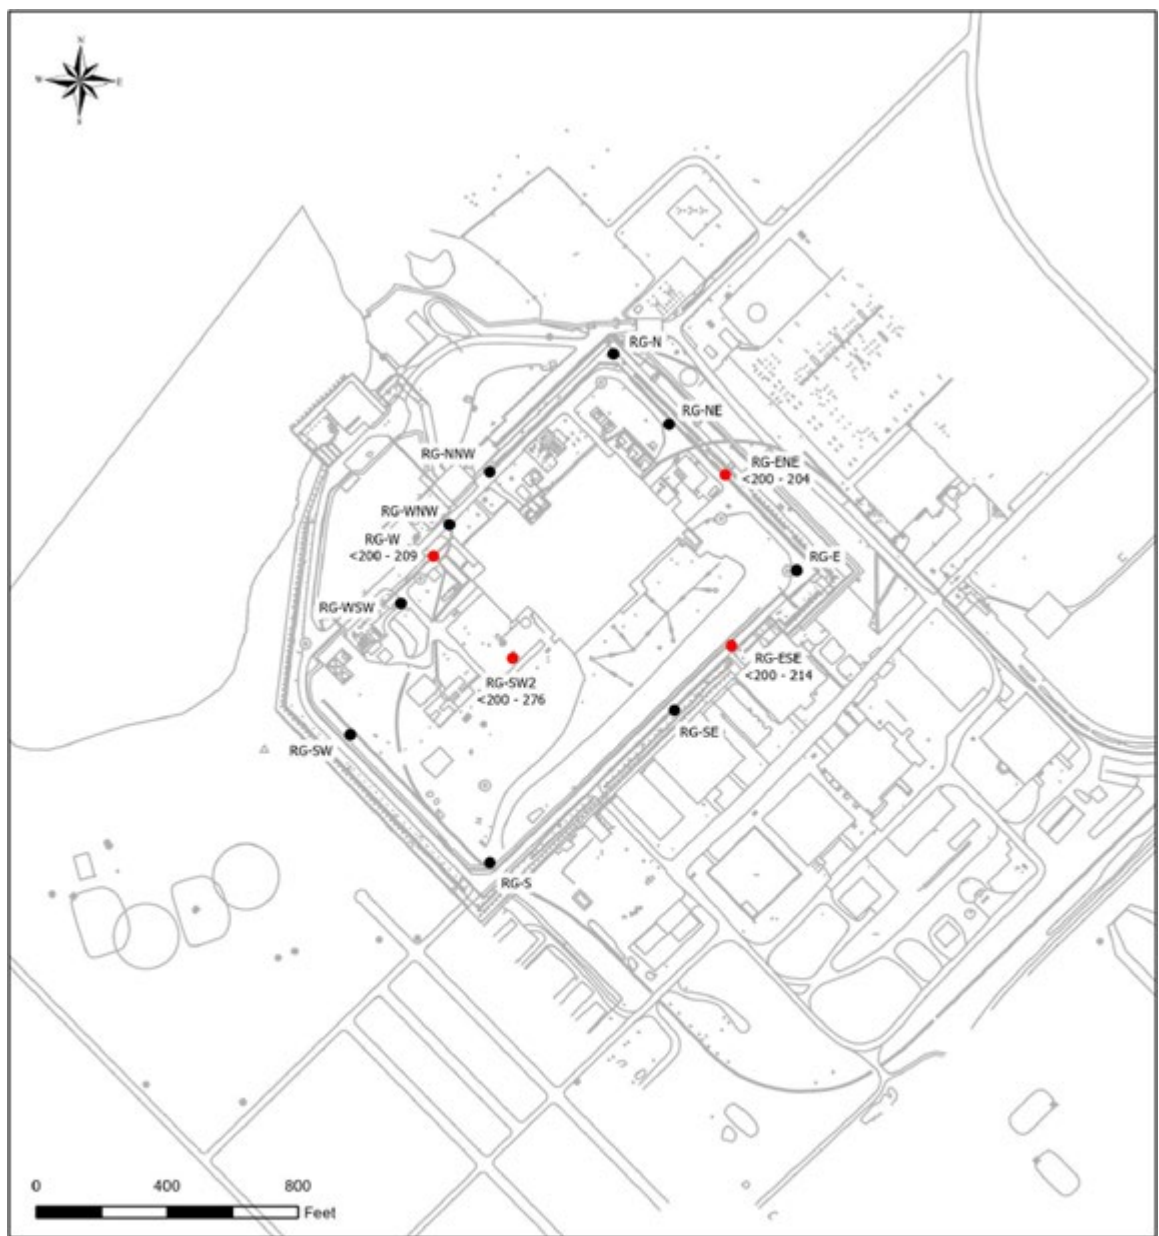 N
W
E
S
RG-N
RG-NE
RG-NNW
RG-ENE
<200 - 204
RG-WNW
RG-W
<200 - 209
RG-E
RG-WSW
RG-ESE
<200 - 214
RG-SW2
<200 - 276
RG-SE
RG-SW
RG-S
0
400
800
Feet